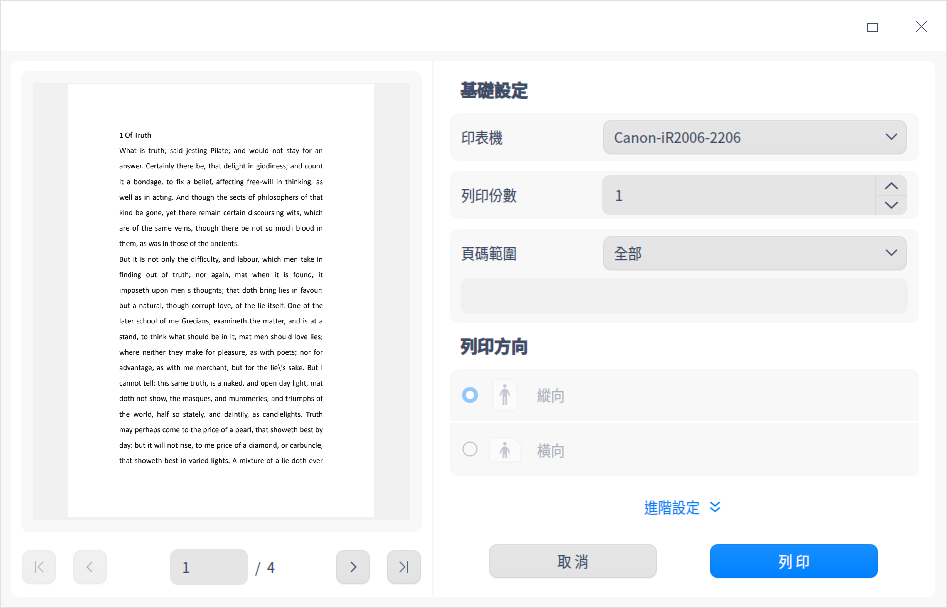 1 Of Truth
What is truth; said jesting Pilate; and would not stay for an
answer. Certainly there be, that delight in giddiness; and count
it a bondage, to fix a belief, affecting free-will in thinking, as
well as in acting. And though the sects of philosophers of that
kind be gone, yet there remain certain discoursing wits, which
are of the same veins, though there be not so much blood in
them, as was in those of the ancients.
But it is not only the difficulty, and labour, which men take in
finding out of truth; nor again, mat when it is found, it
imposeth upon men s thoughts; that doth bring lies in favour;
but a natural, though corrupt love, of the lie itself. One of the
later school of me Grecians, examineth the matter, and is at a
stand, to think what should be in it, mat men should love lies;
where neither they make for pleasure, as with poets; nor for
advantage, as with me merchant, but for the lie\'s sake. But I
cannot tell: this same truth, is a naked, and open day light, mat
doth not show, the masques, and mummeries, and triumphs of
the world, half so stately, and daintily, as candlelights. Truth
may perhaps come to the price of a pearl, that showeth best by
day; but it will not rise, to me price of a diamond, or carbuncle,
that showeth best in varied lights. A mixture of a lie doth ever
1 / 4
基礎設定
印表機 Canon-iR2006-2206
列印份數 1
頁碼範圍 全部
列印方向
縱向
橫向
進階設定
取消 列印